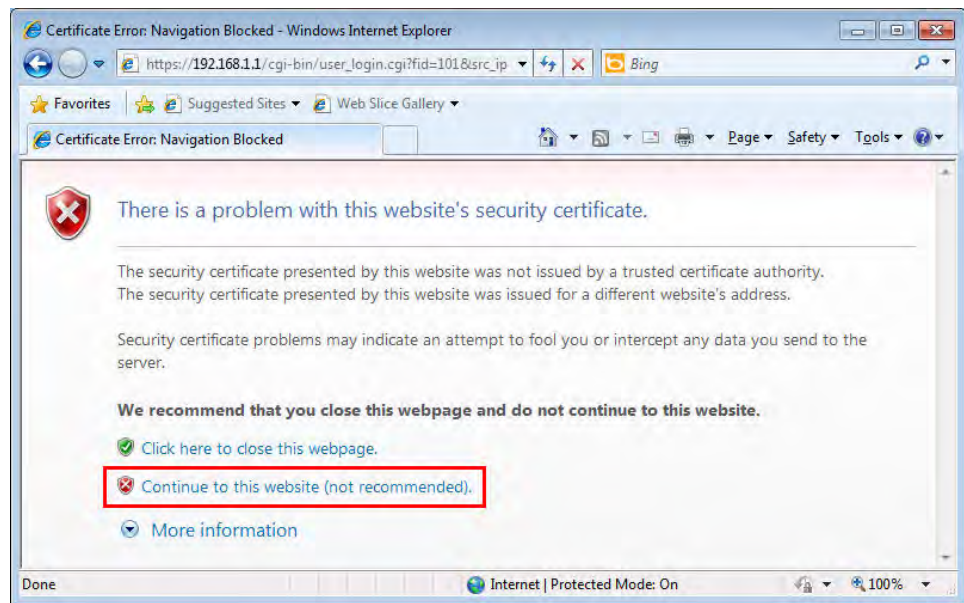 Certificate Error: Navigation Blocked - Windows Internet Explorer
https://192.168.1.1/cgi-bin/user_login.cgi?fid=101&src_ip
Bing
Favorites
Suggested Sites
Web Slice Gallery
Certificate Error: Navigation Blocked
Page
Safety
Tools
There is a problem with this website's security certificate.
The security certificate presented by this website was not issued by a trusted certificate authority.
The security certificate presented by this website was issued for a different website's address.
Security certificate problems may indicate an attempt to fool you or intercept any data you send to the
server.
We recommend that you close this webpage and do not continue to this website.
Click here to close this webpage.
Continue to this website (not recommended).
More information
Done
Internet | Protected Mode: On
100%